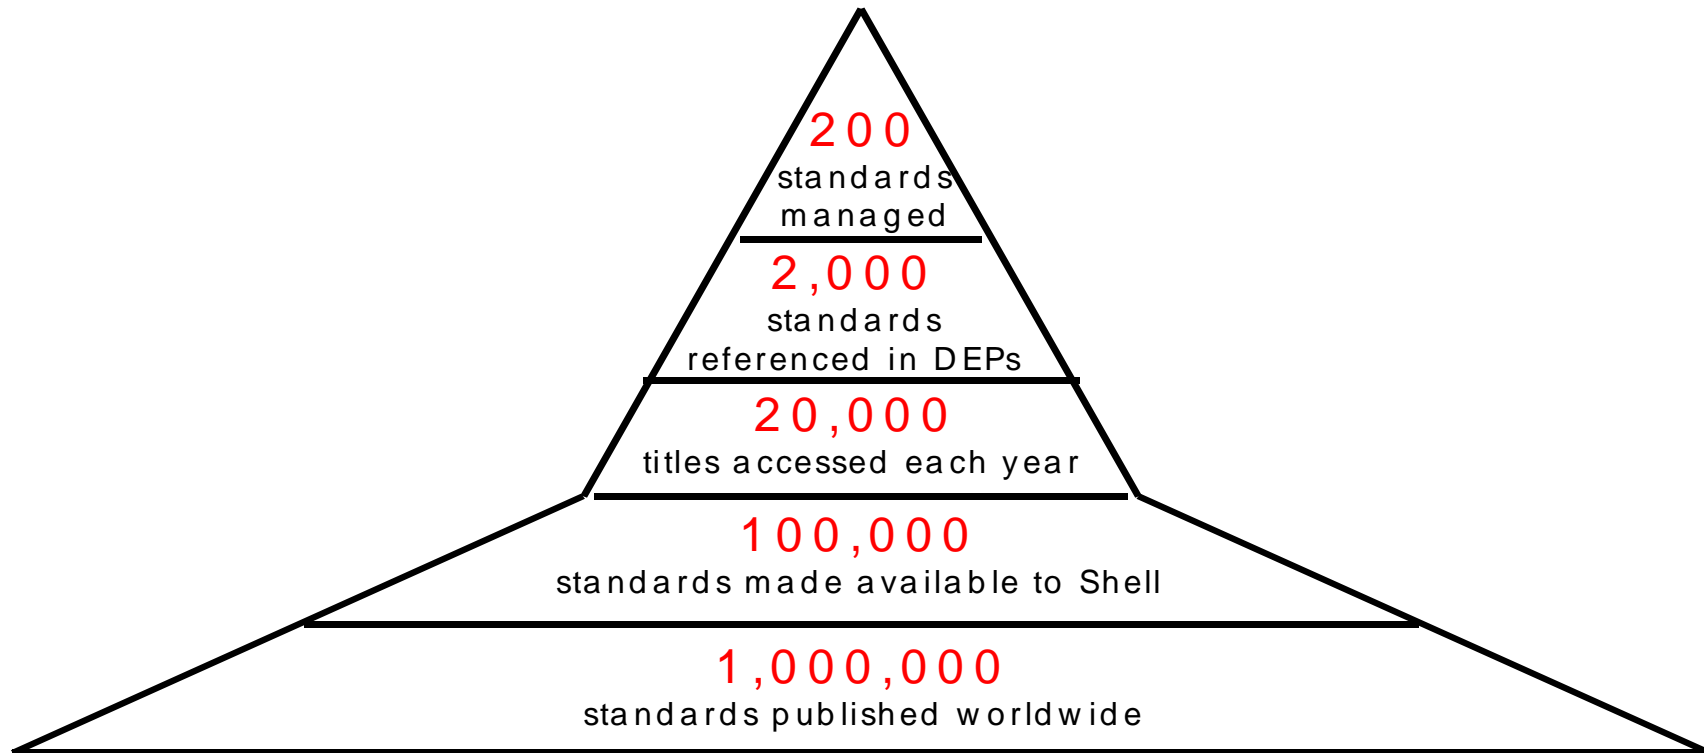 200
standards
managed
2,000
standards
referenced in DEPs
20,000
titles accessed each year
100,000
standards made available to Shell
1,000,000
standards published worldwide